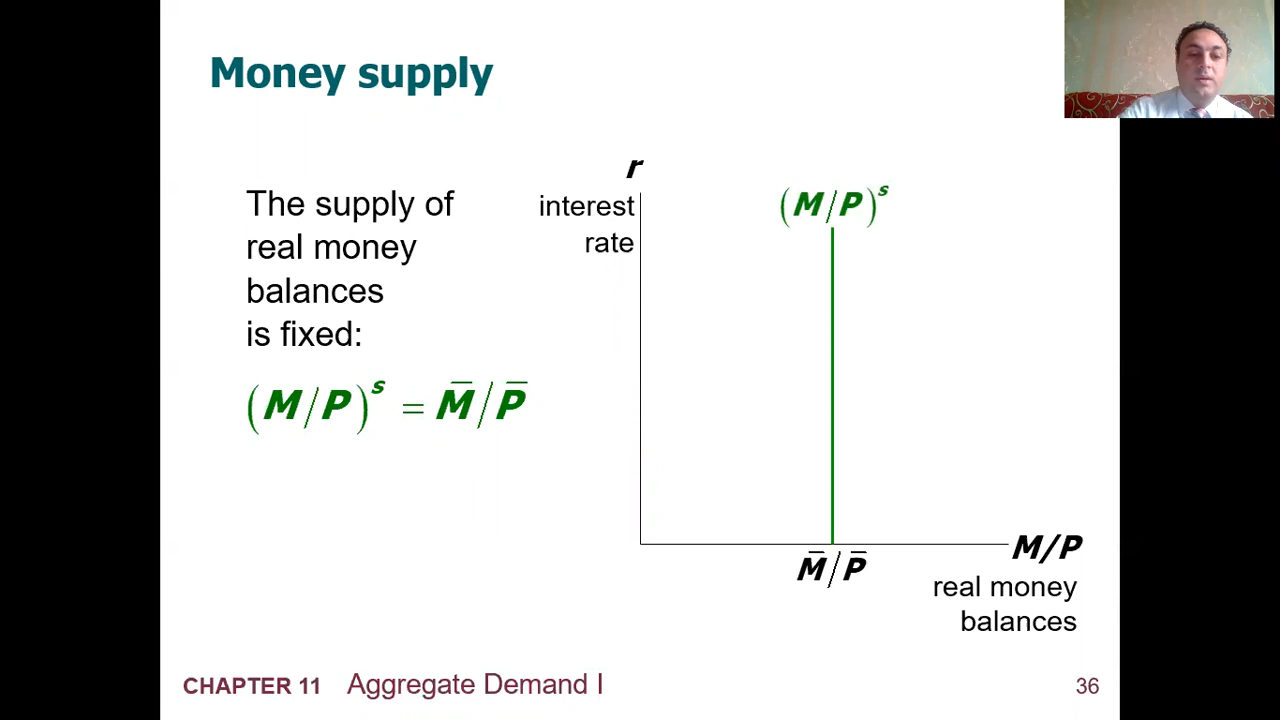 Money supply
The supply of
real money
balances
is fixed:
(M/P)ˢ = M̄/P̄
r
interest
rate
(M/P)ˢ
M̄/P̄
M/P
real money
balances
CHAPTER 11 Aggregate Demand I
36